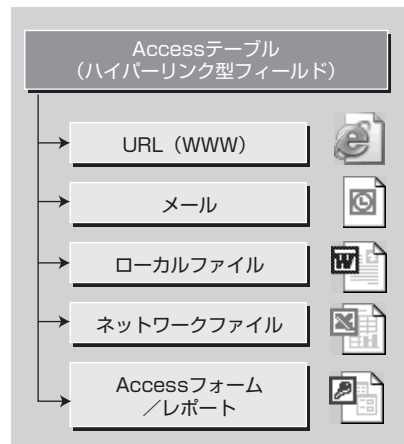 Accessテーブル
（ハイパーリンク型フィールド）
URL（WWW）
メール
ローカルファイル
ネットワークファイル
Accessフォーム
／レポート